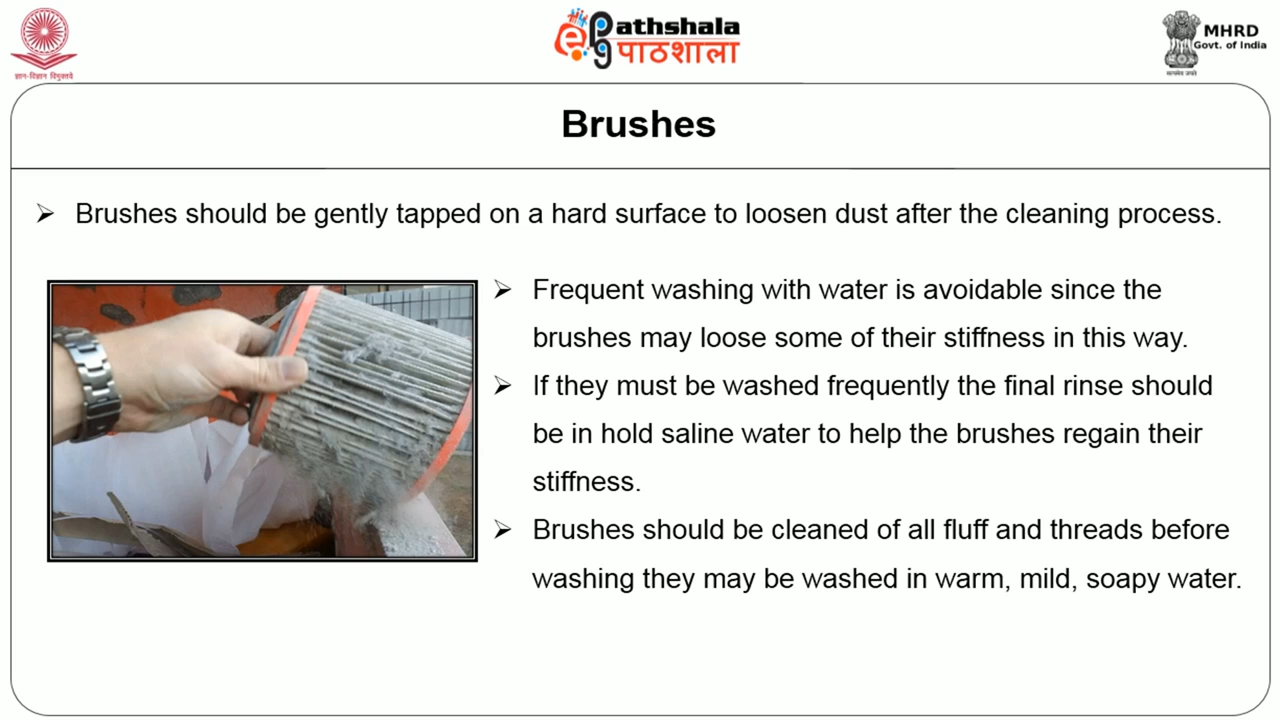 ज्ञान-विज्ञान विमुक्तये
ePathshala
पाठशाला
MHRD
Govt. of India
सत्यमेव जयते
Brushes
Brushes should be gently tapped on a hard surface to loosen dust after the cleaning process.
Frequent washing with water is avoidable since the
brushes may loose some of their stiffness in this way.
If they must be washed frequently the final rinse should
be in hold saline water to help the brushes regain their
stiffness.
Brushes should be cleaned of all fluff and threads before
washing they may be washed in warm, mild, soapy water.